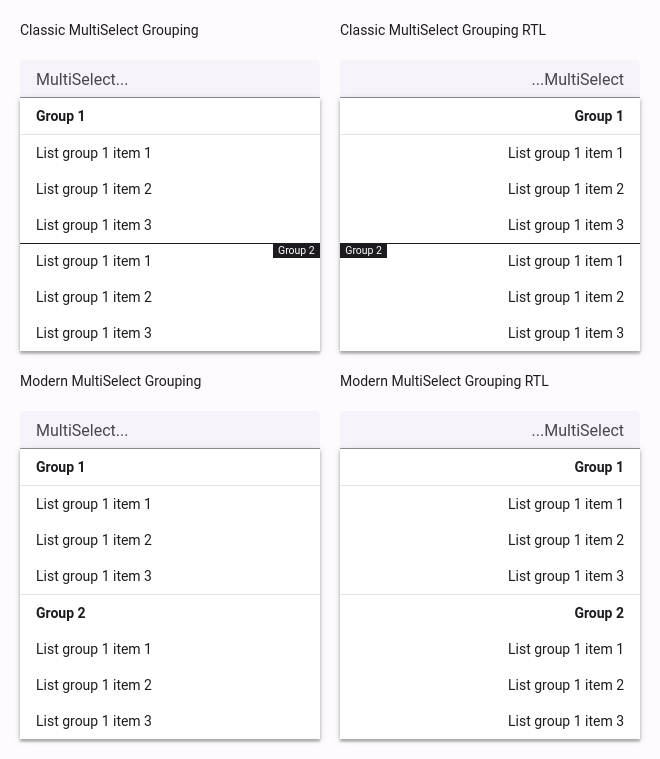 Classic MultiSelect Grouping
MultiSelect...
Group 1
List group 1 item 1
List group 1 item 2
List group 1 item 3
Group 2
List group 1 item 1
List group 1 item 2
List group 1 item 3
Classic MultiSelect Grouping RTL
...MultiSelect
Group 1
List group 1 item 1
List group 1 item 2
List group 1 item 3
Group 2
List group 1 item 1
List group 1 item 2
List group 1 item 3
Modern MultiSelect Grouping
MultiSelect...
Group 1
List group 1 item 1
List group 1 item 2
List group 1 item 3
Group 2
List group 1 item 1
List group 1 item 2
List group 1 item 3
Modern MultiSelect Grouping RTL
...MultiSelect
Group 1
List group 1 item 1
List group 1 item 2
List group 1 item 3
Group 2
List group 1 item 1
List group 1 item 2
List group 1 item 3